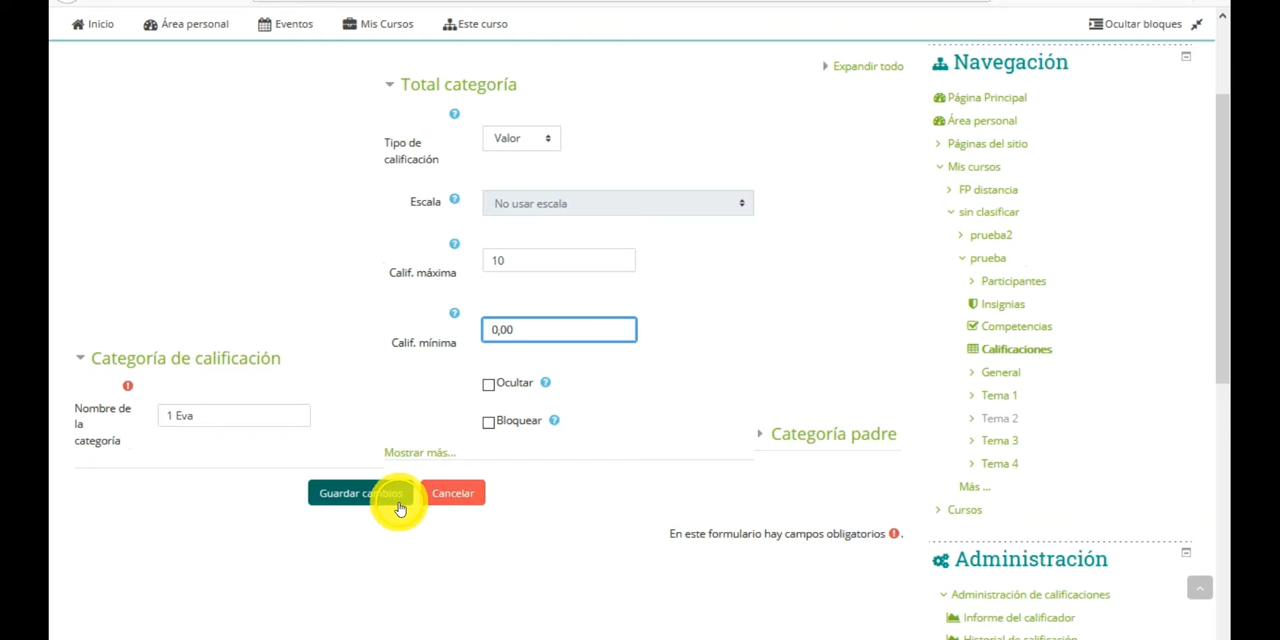 Inicio
Área personal
Eventos
Mis Cursos
Este curso
Ocultar bloques
Expandir todo
Total categoría
Tipo de
calificación
Valor
Escala
No usar escala
Calif. máxima
10
Calif. mínima
0,00
Categoría de calificación
Nombre de
la
categoría
1 Eva
Ocultar
Bloquear
Mostrar más...
Categoría padre
Guardar cambios
Cancelar
En este formulario hay campos obligatorios .
Navegación
Página Principal
Área personal
Páginas del sitio
Mis cursos
FP distancia
sin clasificar
prueba2
prueba
Participantes
Insignias
Competencias
Calificaciones
General
Tema 1
Tema 2
Tema 3
Tema 4
Más ...
Cursos
Administración
Administración de calificaciones
Informe del calificador
Historial de calificación